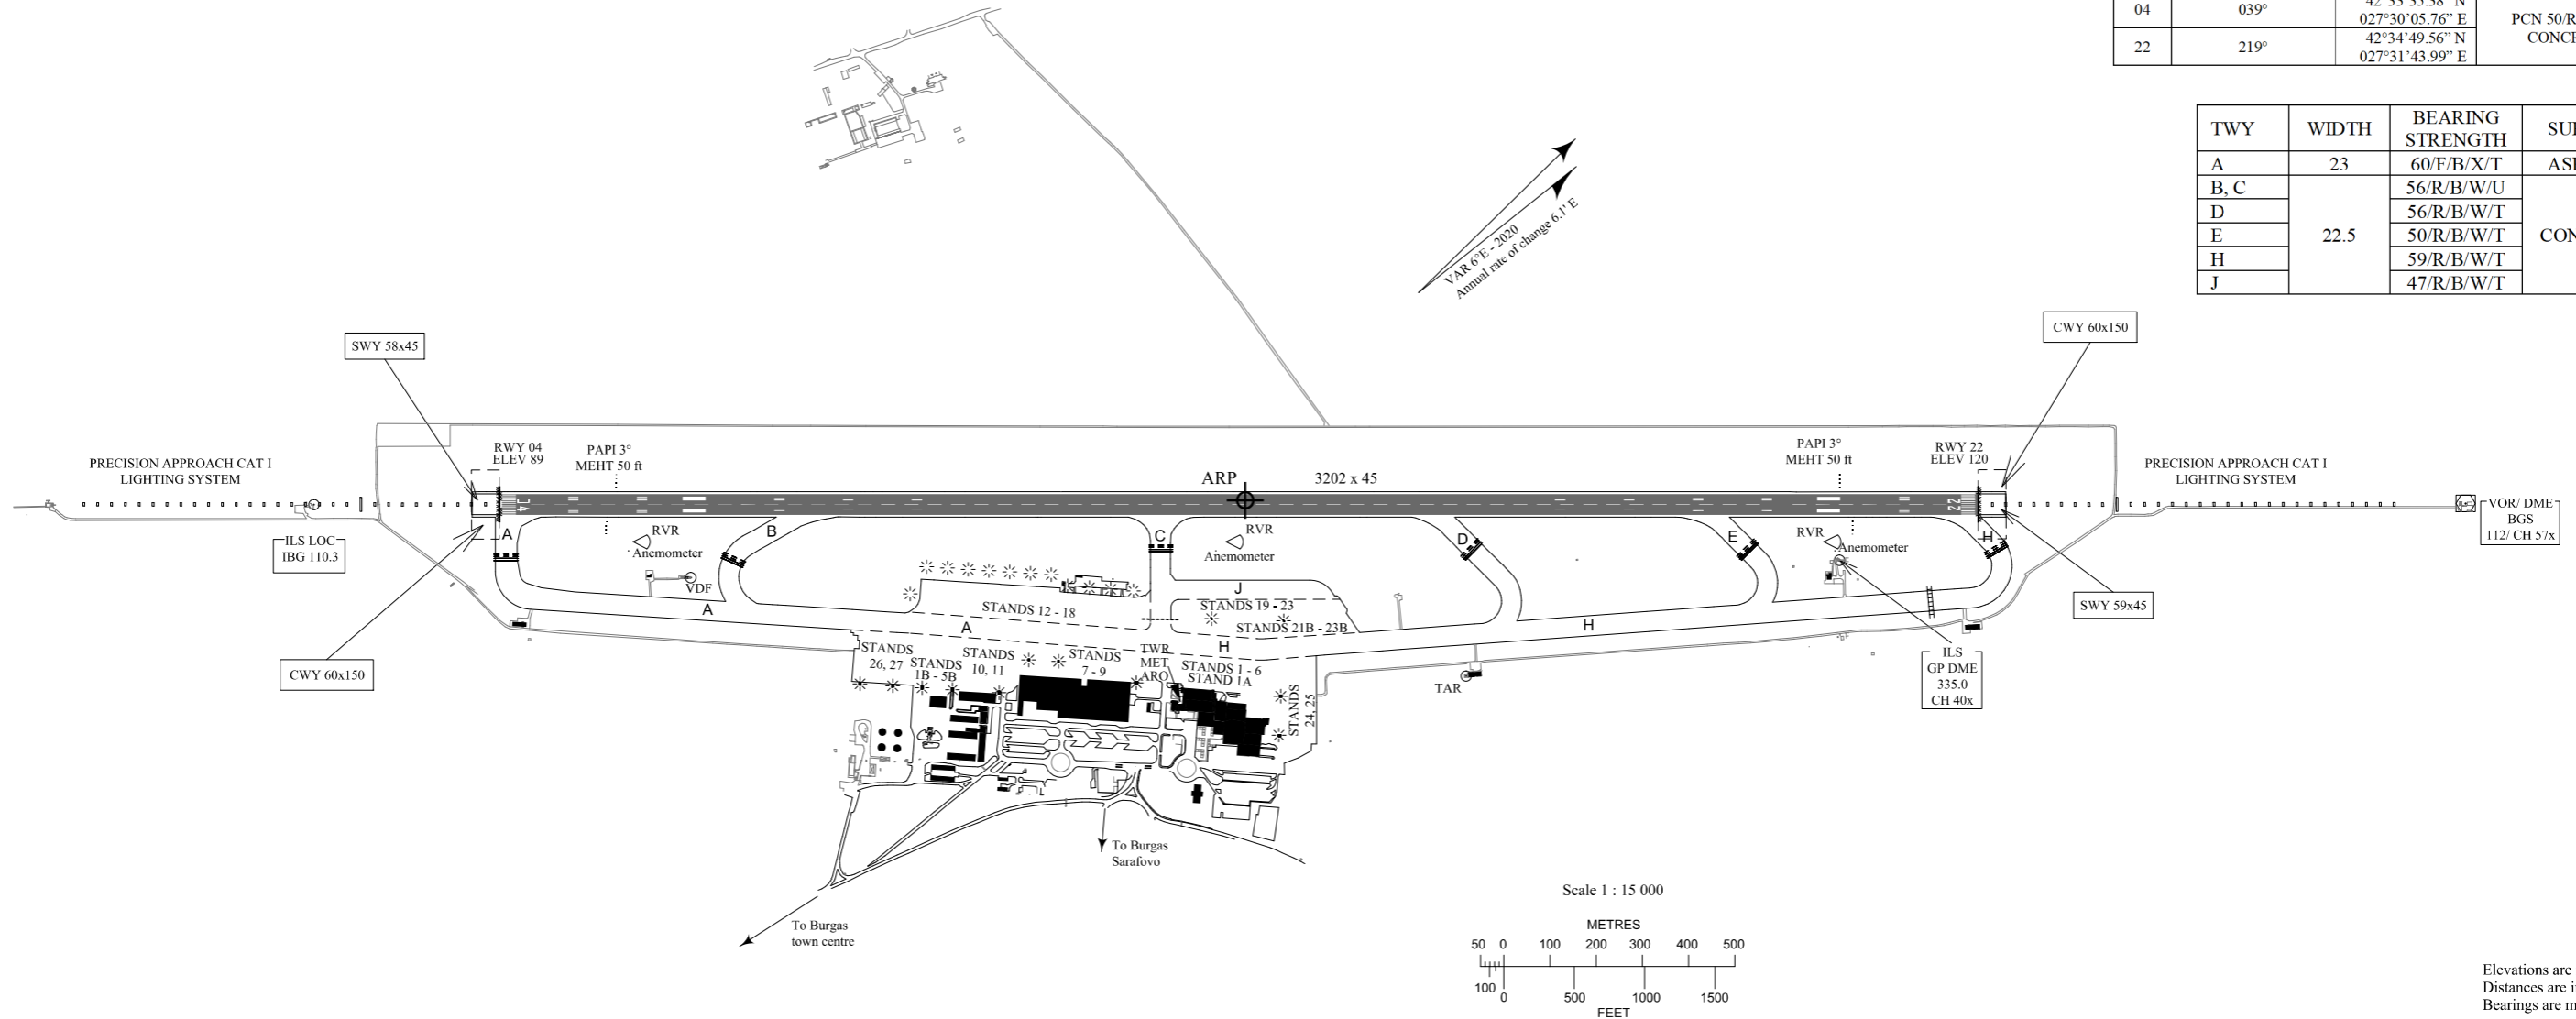 04 039° 42°33'35.38" N
027°30'05.76" E
PCN 50/R
22 219° 42°34'49.56" N
027°31'43.99" E
TWY WIDTH BEARING STRENGTH
A 23 60/F/B/X/T
B, C 22.5 56/R/B/W/U
D 56/R/B/W/T
E 50/R/B/W/T
H 59/R/B/W/T
J 47/R/B/W/T
VAR 6°E - 2020
Annual rate of change 6.1' E
SWY 58x45
CWY 60x150
PRECISION APPROACH CAT I
LIGHTING SYSTEM
RWY 04
ELEV 89
PAPI 3°
MEHT 50 ft
ARP
3202 x 45
PAPI 3°
MEHT 50 ft
RWY 22
ELEV 120
PRECISION APPROACH CAT I
LIGHTING SYSTEM
04
22
VOR/ DME
BGS
112/ CH 57x
ILS LOC
IBG 110.3
A
RVR
Anemometer
B
C
RVR
Anemometer
D
E
RVR
Anemometer
H
VDF
A
J
STANDS 12 - 18
STANDS 19 - 23
A
STANDS 21B - 23B
H
H
SWY 59x45
CWY 60x150
STANDS
26, 27
STANDS
1B - 5B
STANDS
10, 11
STANDS
7 - 9
TWR
MET
ARO
STANDS 1 - 6
STAND 1A
STANDS
24, 25
TAR
ILS
GP DME
335.0
CH 40x
To Burgas
Sarafovo
To Burgas
town centre
Scale 1 : 15 000
METRES
50 0 100 200 300 400 500
100 0 500 1000 1500
FEET
Elevations are
Distances are
Bearings are